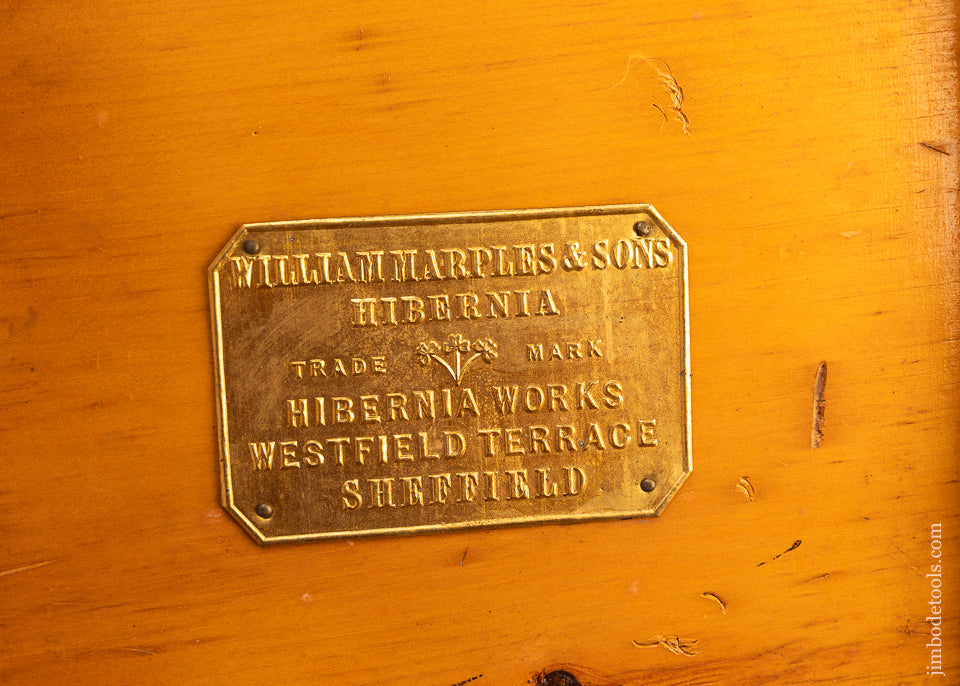 WILLIAM MARPLES & SONS
HIBERNIA
TRADE MARK
HIBERNIA WORKS
WESTFIELD TERRACE
SHEFFIELD
jimbodetools.com